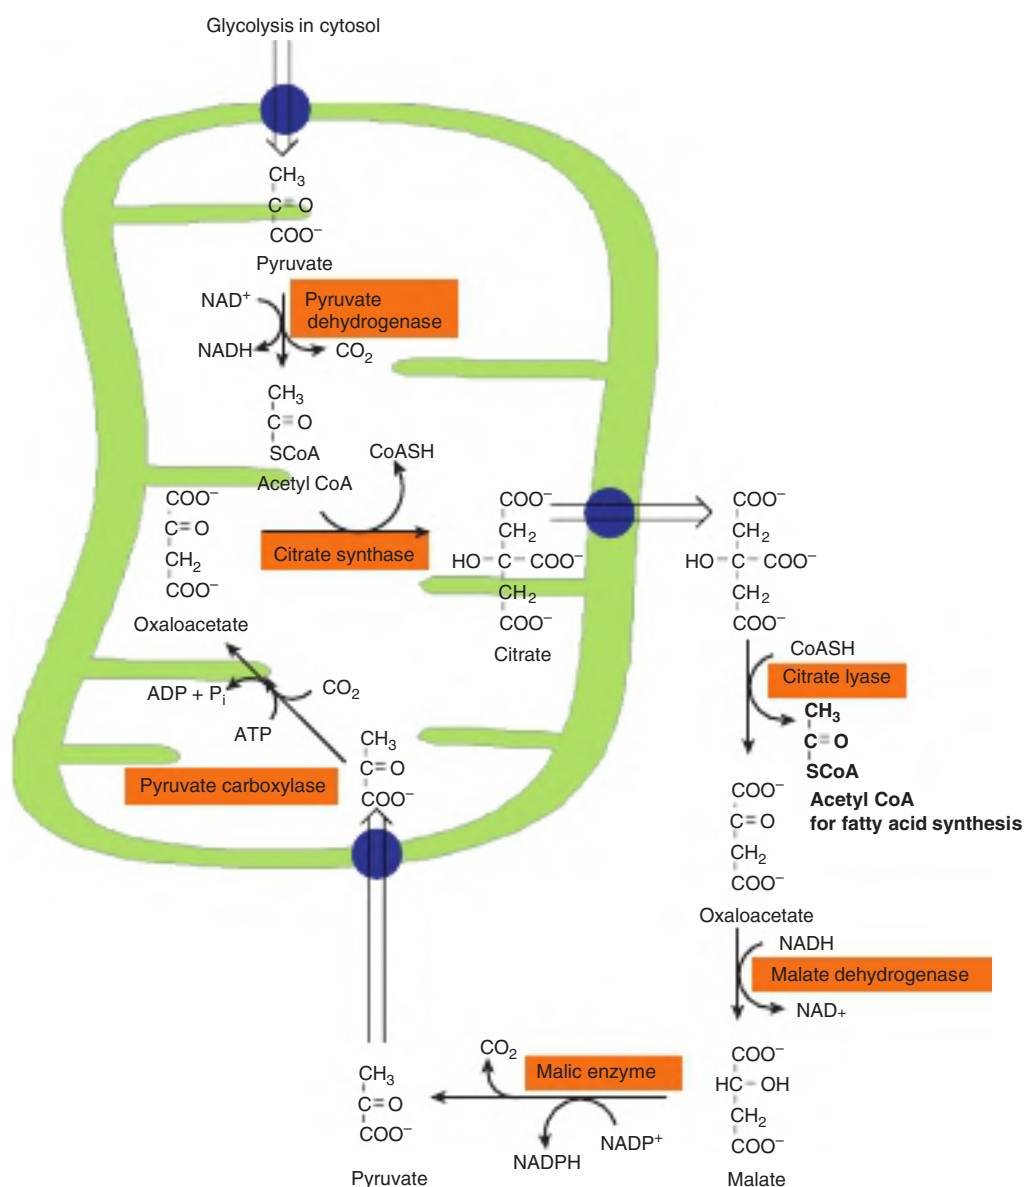 Glycolysis in cytosol
CH₃
C=O
COO⁻
Pyruvate
NAD⁺
Pyruvate
dehydrogenase
NADH
CO₂
CH₃
C=O
SCoA
Acetyl CoA
CoASH
COO⁻
C=O
CH₂
COO⁻
Oxaloacetate
Citrate synthase
COO⁻
CH₂
HO–C–COO⁻
CH₂
COO⁻
Citrate
COO⁻
CH₂
HO–C–COO⁻
CH₂
COO⁻
CoASH
Citrate lyase
CH₃
C=O
SCoA
Acetyl CoA
for fatty acid synthesis
ADP + Pᵢ
CO₂
ATP
Pyruvate carboxylase
CH₃
C=O
COO⁻
COO⁻
C=O
CH₂
COO⁻
Oxaloacetate
NADH
Malate dehydrogenase
NAD+
COO⁻
HC–OH
CH₂
COO⁻
Malate
CO₂
Malic enzyme
NADP⁺
NADPH
CH₃
C=O
COO⁻
Pyruvate